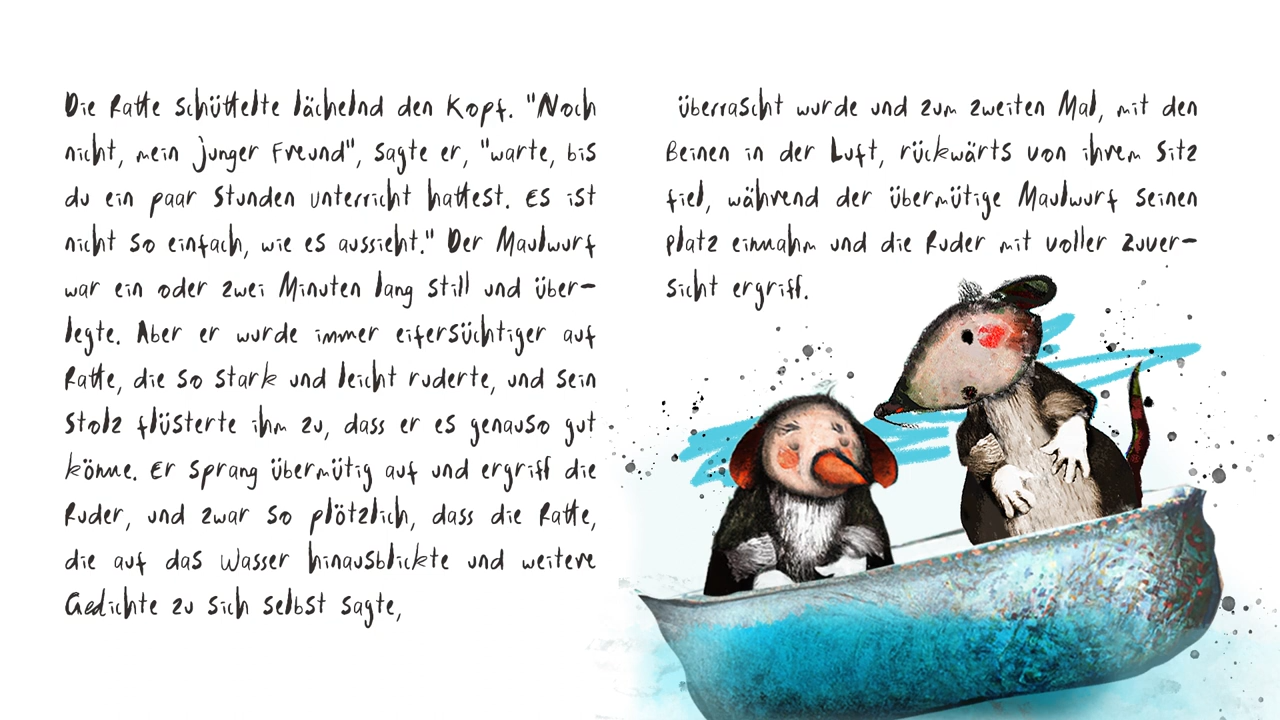 Die Ratte schüttelte lächelnd den Kopf. "Noch
nicht, mein junger Freund", sagte er, "warte, bis
du ein paar Stunden unterricht hattest. Es ist
nicht so einfach, wie es aussieht." Der Maulwurf
war ein oder zwei Minuten lang still und über-
legte. Aber er wurde immer eifersüchtiger auf
Ratte, die so stark und leicht ruderte, und sein
Stolz flüsterte ihm zu, dass er es genauso gut
könne. Er sprang übermütig auf und ergriff die
Ruder, und zwar so plötzlich, dass die Ratte,
die auf das Wasser hinausblickte und weitere
Gedichte zu sich selbst sagte,
überrascht wurde und zum zweiten Mal, mit den
Beinen in der Luft, rückwärts von ihrem Sitz
fiel, während der übermütige Maulwurf seinen
platz einnahm und die Ruder mit voller Zuver-
sicht ergriff.